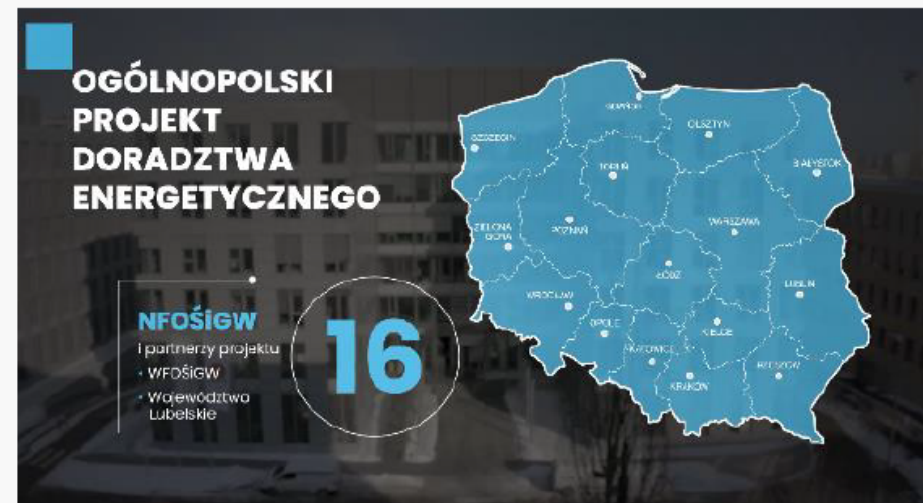 OGÓLNOPOLSKI
PROJEKT
DORADZTWA
ENERGETYCZNEGO
GDAŃSK
OLSZTYN
SZCZECIN
TORUŃ
BIAŁYSTOK
ZIELONA
GÓRA
POZNAŃ
WARSZAWA
ŁÓDŹ
LUBLIN
WROCŁAW
OPOLE
KIELCE
KATOWICE
RZESZÓW
KRAKÓW
NFOŚiGW
i partnerzy projektu
• WFOŚiGW
• Województwo
Lubelskie
16